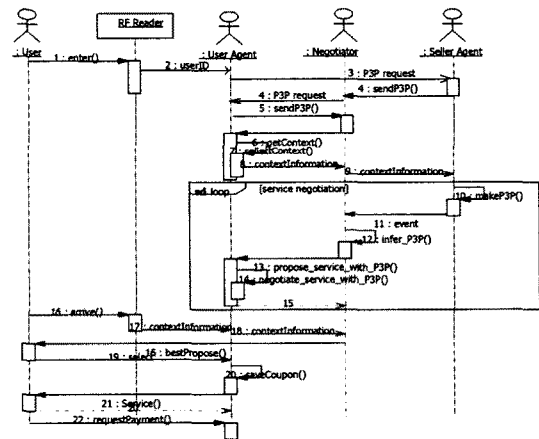 : User
RF Reader
: User Agent
: Negotiator
: Seller Agent
1 : enter()
2 : userID
3 : P3P request
4 : sendP3P()
4 : P3P request
5 : sendP3P()
6 : getContext()
7 : collectContext()
8 : contextInformation
9 : contextInformation
sd loop
[service negotiation]
10 : makeP3P()
11 : event
12 : infer_P3P()
13 : propose_service_with_P3P()
14 : negotiate_service_with_P3P()
15
16 : arrive()
17 : contextInformation
18 : contextInformation
16 : bestPropose()
19 : select
20 : saveCoupon()
21 : Service()
22 : requestPayment()